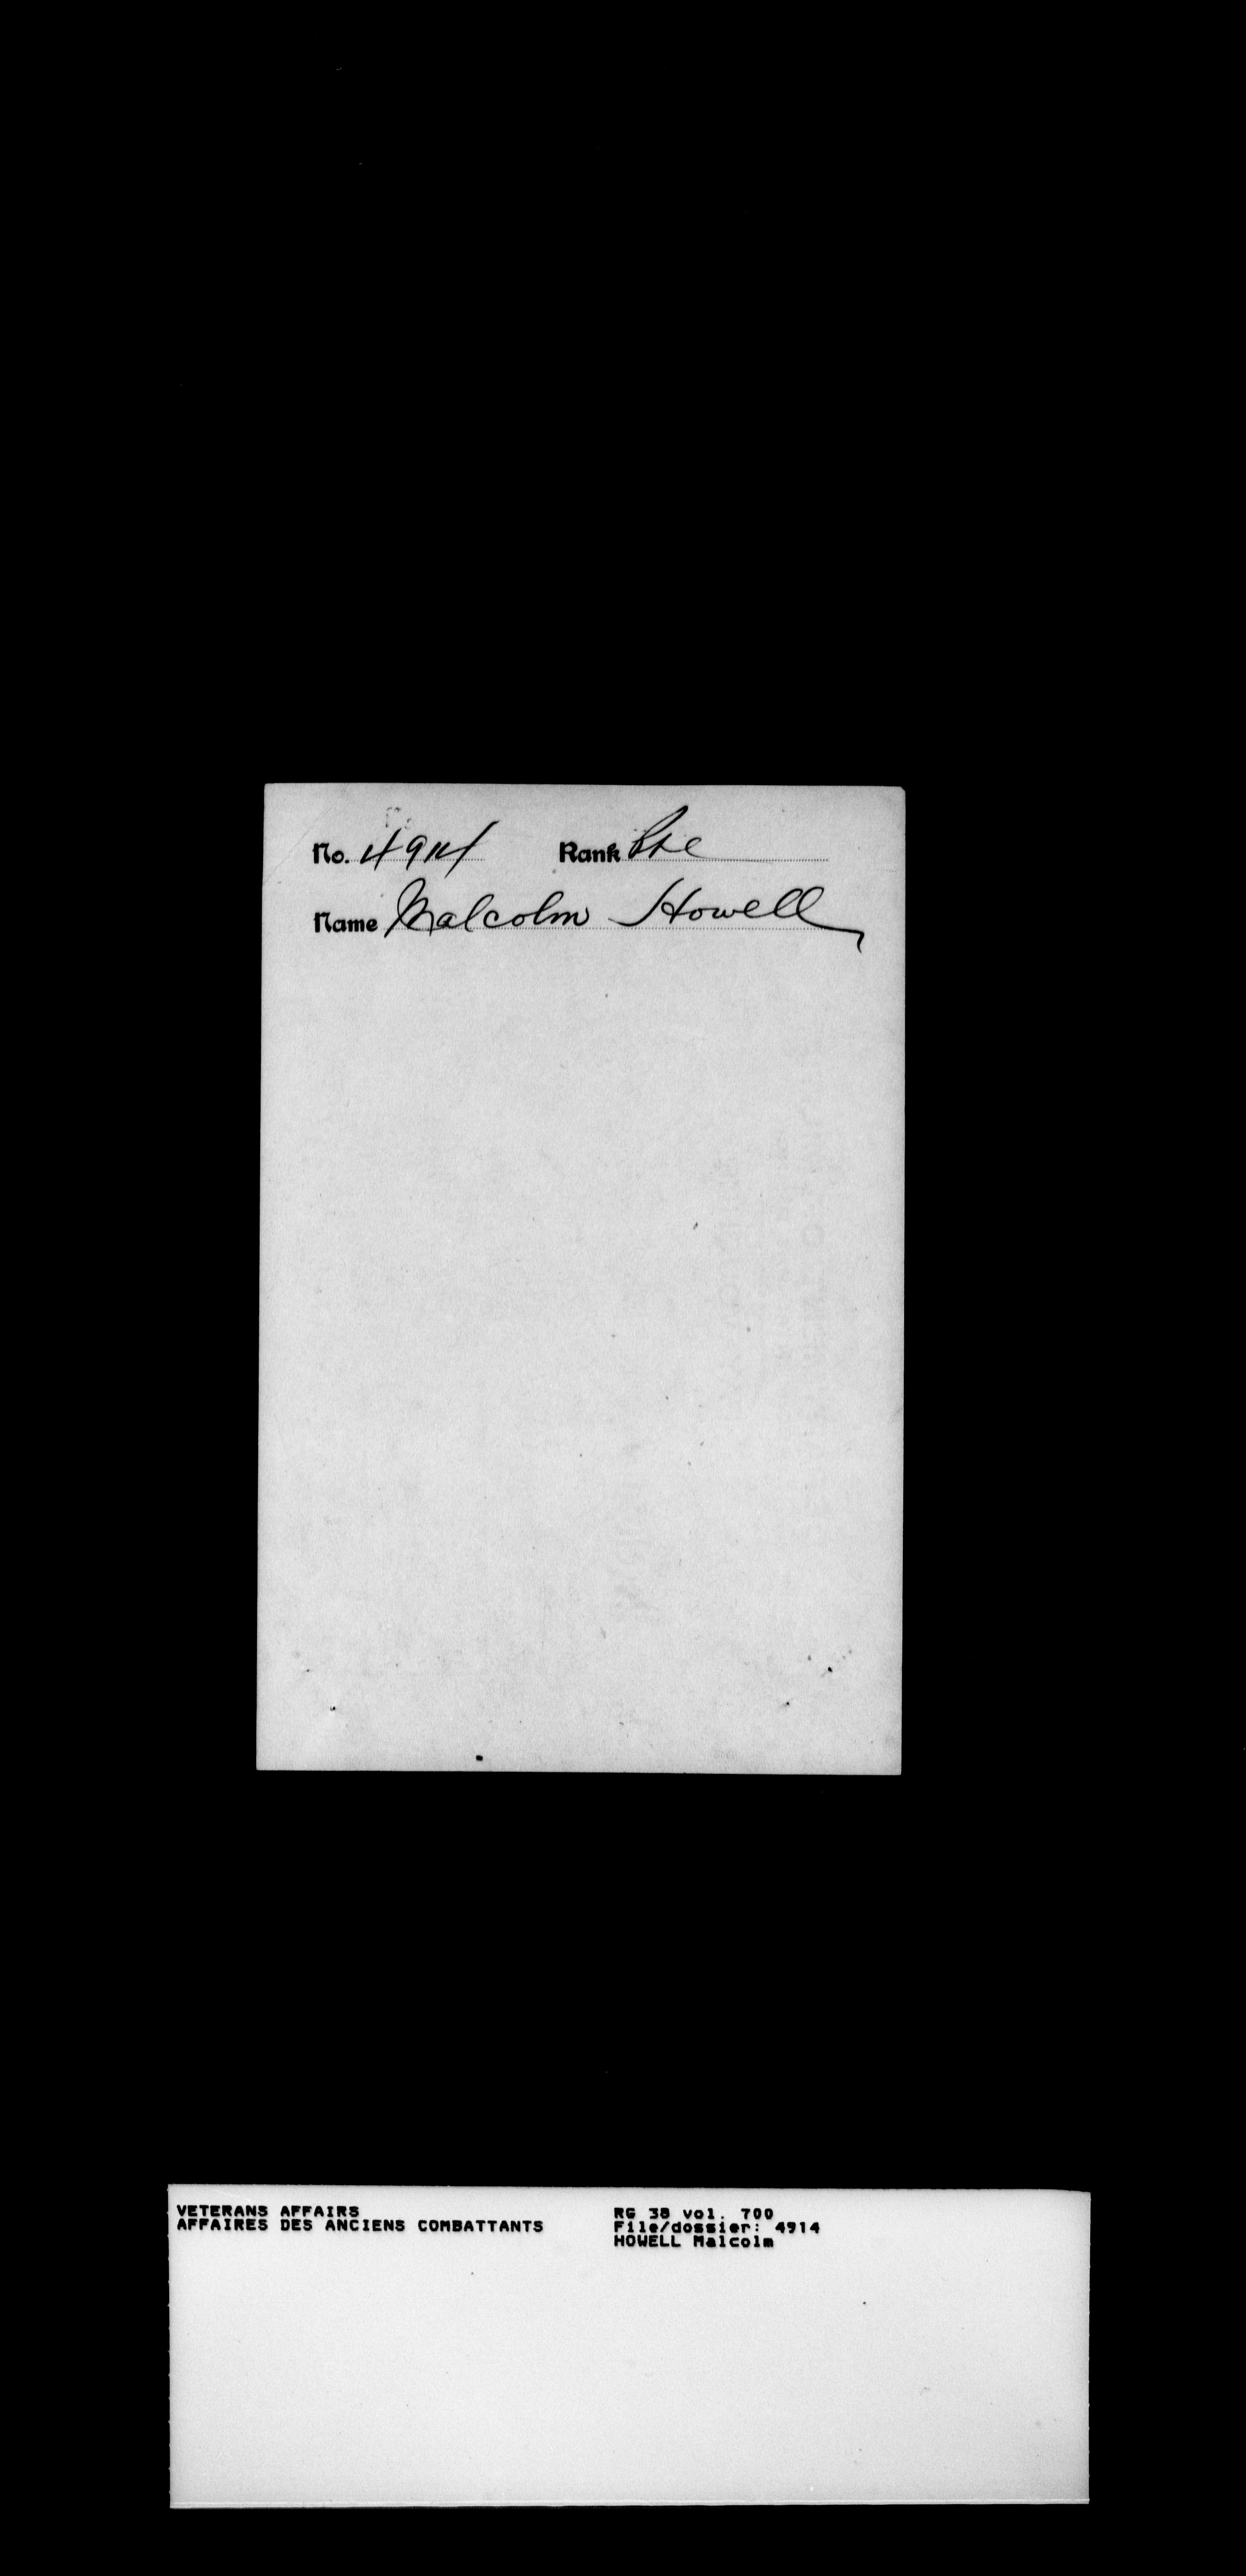 No. 4914 Rank Pte
Name Malcolm Howell
VETERANS AFFAIRS
AFFAIRES DES ANCIENS COMBATTANTS
RG 38 vol. 700
File/dossier: 4914
HOWELL Malcolm